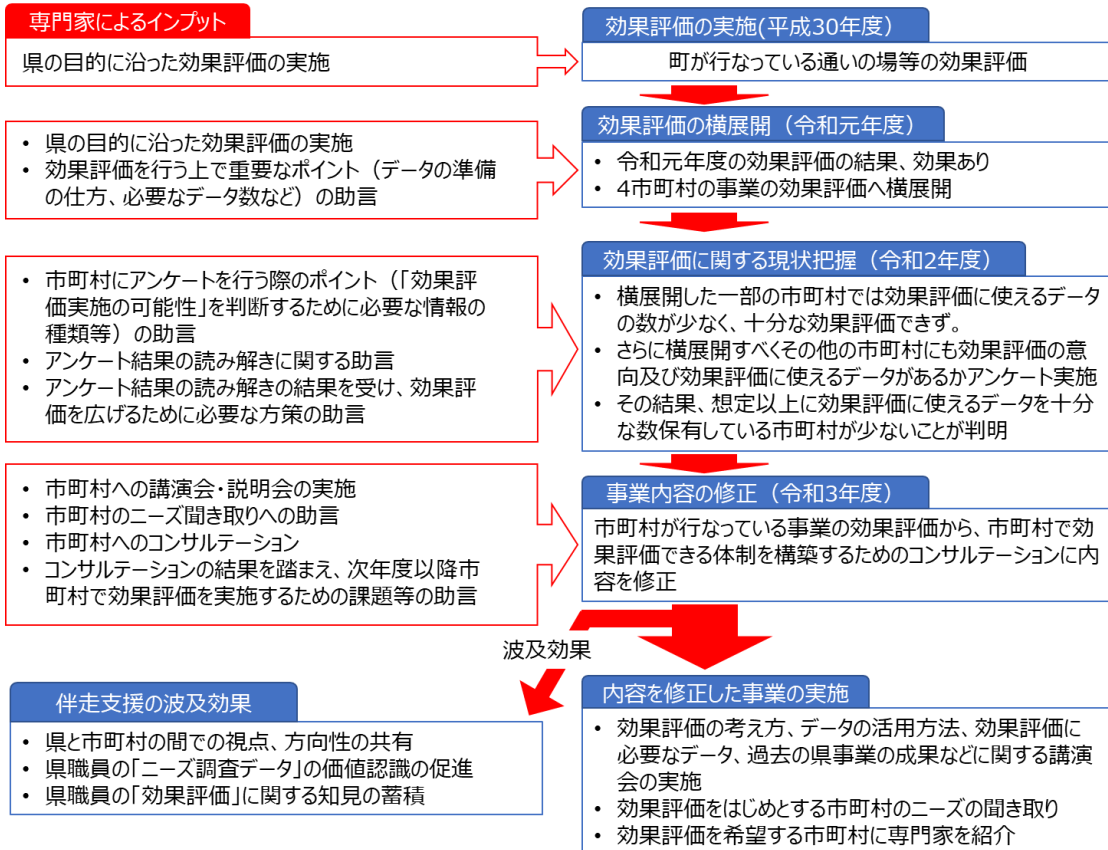 専門家によるインプット
県の目的に沿った効果評価の実施
効果評価の実施(平成30年度）
町が行なっている通いの場等の効果評価
• 県の目的に沿った効果評価の実施
• 効果評価を行う上で重要なポイント（データの準備
の仕方、必要なデータ数など）の助言
効果評価の横展開（令和元年度）
• 令和元年度の効果評価の結果、効果あり
• 4市町村の事業の効果評価へ横展開
• 市町村にアンケートを行う際のポイント（「効果評
価実施の可能性」を判断するために必要な情報の
種類等）の助言
• アンケート結果の読み解きに関する助言
• アンケート結果の読み解きの結果を受け、効果評
価を広げるために必要な方策の助言
効果評価に関する現状把握（令和2年度）
• 横展開した一部の市町村では効果評価に使えるデータ
の数が少なく、十分な効果評価できず。
• さらに横展開すべくその他の市町村にも効果評価の意
向及び効果評価に使えるデータがあるかアンケート実施
• その結果、想定以上に効果評価に使えるデータを十分
な数保有している市町村が少ないことが判明
• 市町村への講演会・説明会の実施
• 市町村のニーズ聞き取りへの助言
• 市町村へのコンサルテーション
• コンサルテーションの結果を踏まえ、次年度以降市
町村で効果評価を実施するための課題等の助言
事業内容の修正（令和3年度）
市町村が行なっている事業の効果評価から、市町村で効
果評価できる体制を構築するためのコンサルテーションに内
容を修正
波及効果
伴走支援の波及効果
• 県と市町村の間での視点、方向性の共有
• 県職員の「ニーズ調査データ」の価値認識の促進
• 県職員の「効果評価」に関する知見の蓄積
内容を修正した事業の実施
• 効果評価の考え方、データの活用方法、効果評価に
必要なデータ、過去の県事業の成果などに関する講演
会の実施
• 効果評価をはじめとする市町村のニーズの聞き取り
• 効果評価を希望する市町村に専門家を紹介